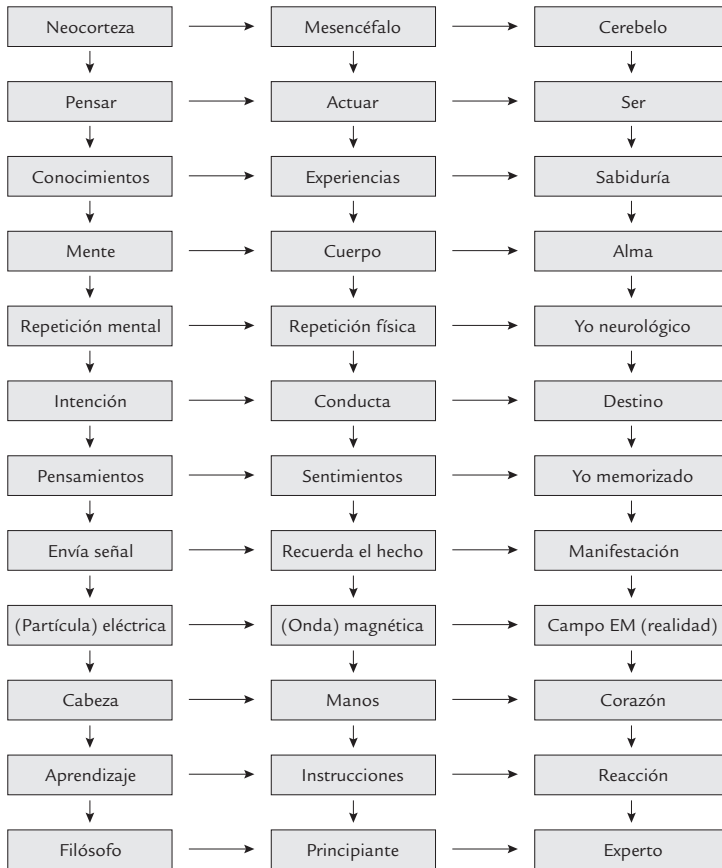 Neocorteza Mesencéfalo Cerebelo
Pensar Actuar Ser
Conocimientos Experiencias Sabiduría
Mente Cuerpo Alma
Repetición mental Repetición física Yo neurológico
Intención Conducta Destino
Pensamientos Sentimientos Yo memorizado
Envía señal Recuerda el hecho Manifestación
(Partícula) eléctrica (Onda) magnética Campo EM (realidad)
Cabeza Manos Corazón
Aprendizaje Instrucciones Reacción
Filósofo Principiante Experto